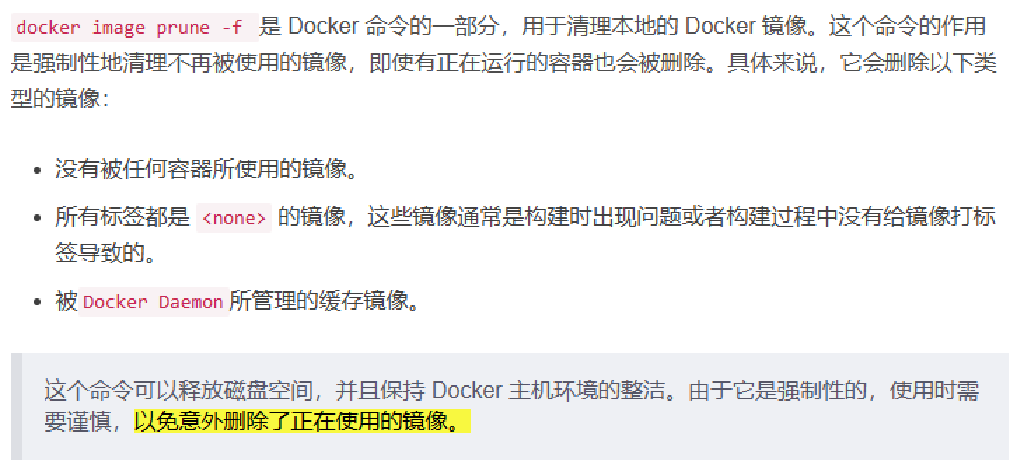 docker image prune -f 是 Docker 命令的一部分，用于清理本地的 Docker 镜像。这个命令的作用
是强制性地清理不再被使用的镜像，即使有正在运行的容器也会被删除。具体来说，它会删除以下类
型的镜像：
• 没有被任何容器所使用的镜像。
• 所有标签都是 <none> 的镜像，这些镜像通常是构建时出现问题或者构建过程中没有给镜像打标
签导致的。
• 被 Docker Daemon 所管理的缓存镜像。
这个命令可以释放磁盘空间，并且保持 Docker 主机环境的整洁。由于它是强制性的，使用时需
要谨慎，以免意外删除了正在使用的镜像。